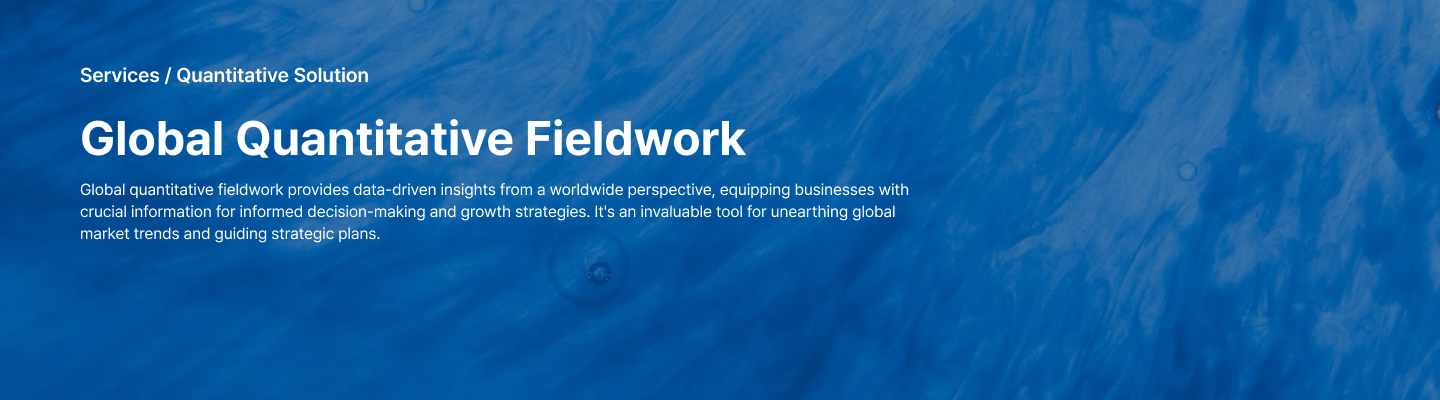 Services / Quantitative Solution
Global Quantitative Fieldwork
Global quantitative fieldwork provides data-driven insights from a worldwide perspective, equipping businesses with
crucial information for informed decision-making and growth strategies. It's an invaluable tool for unearthing global
market trends and guiding strategic plans.